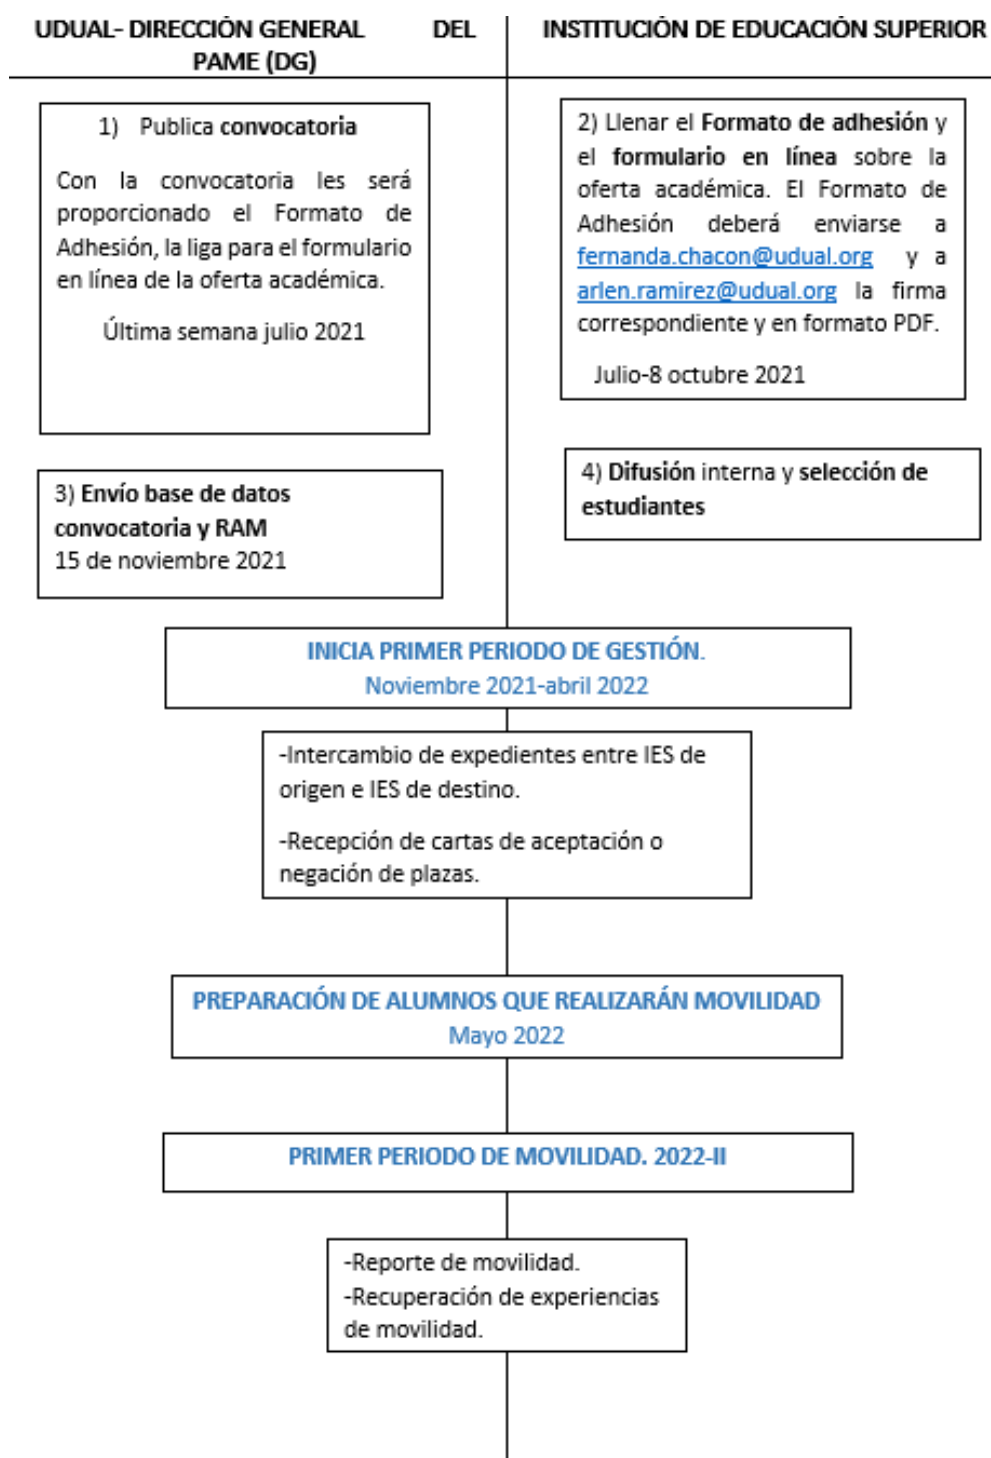 UDUAL- DIRECCIÓN GENERAL DEL
PAME (DG)
INSTITUCIÓN DE EDUCACIÓN SUPERIOR
1) Publica convocatoria
Con la convocatoria les será
proporcionado el Formato de
Adhesión, la liga para el formulario
en línea de la oferta académica.
Última semana julio 2021
2) Llenar el Formato de adhesión y
el formulario en línea sobre la
oferta académica. El Formato de
Adhesión deberá enviarse a
fernanda.chacon@udual.org y a
arlen.ramirez@udual.org la firma
correspondiente y en formato PDF.
Julio-8 octubre 2021
3) Envío base de datos
convocatoria y RAM
15 de noviembre 2021
4) Difusión interna y selección de
estudiantes
INICIA PRIMER PERIODO DE GESTIÓN.
Noviembre 2021-abril 2022
-Intercambio de expedientes entre IES de
origen e IES de destino.
-Recepción de cartas de aceptación o
negación de plazas.
PREPARACIÓN DE ALUMNOS QUE REALIZARÁN MOVILIDAD
Mayo 2022
PRIMER PERIODO DE MOVILIDAD. 2022-II
-Reporte de movilidad.
-Recuperación de experiencias
de movilidad.